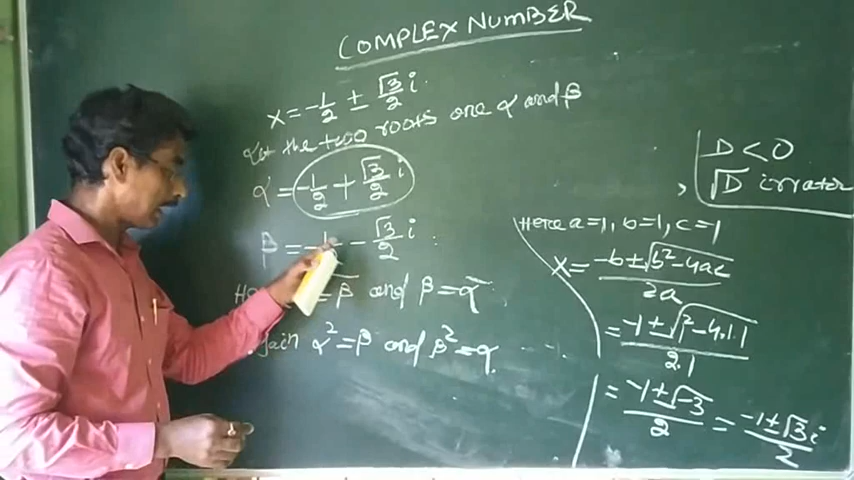 COMPLEX NUMBER
x = -1/2 ± √3/2 i
Let the two roots are α and β
α = -1/2 + √3/2 i
β = -1/2 - √3/2 i
= β̅ and β = α̅
α² = β and β² = α
D < 0
√D irration
Here a=1, b=1, c=1
x = (-b ± √(b² - 4ac))/2a
= (-1 ± √(1² - 4.1.1))/2.1
= (-1 ± √-3)/2 = (-1 ± √3 i)/2